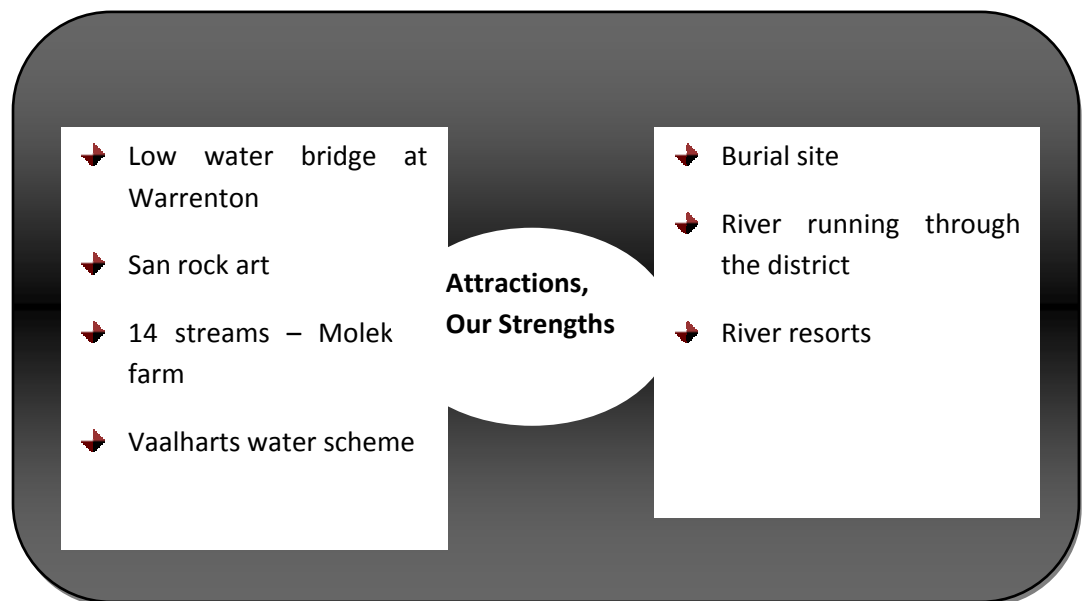 Low water bridge at
Warrenton
San rock art
14 streams – Molek
farm
Vaalharts water scheme
Attractions,
Our Strengths
Burial site
River running through
the district
River resorts